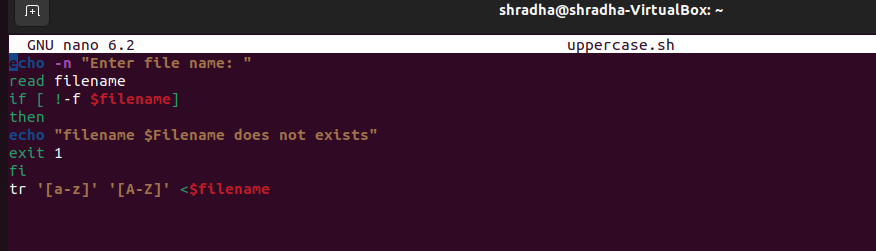 shradha@shradha-VirtualBox: ~
GNU nano 6.2 uppercase.sh
echo -n "Enter file name: "
read filename
if [ !-f $filename]
then
echo "filename $Filename does not exists"
exit 1
fi
tr '[a-z]' '[A-Z]' <$filename